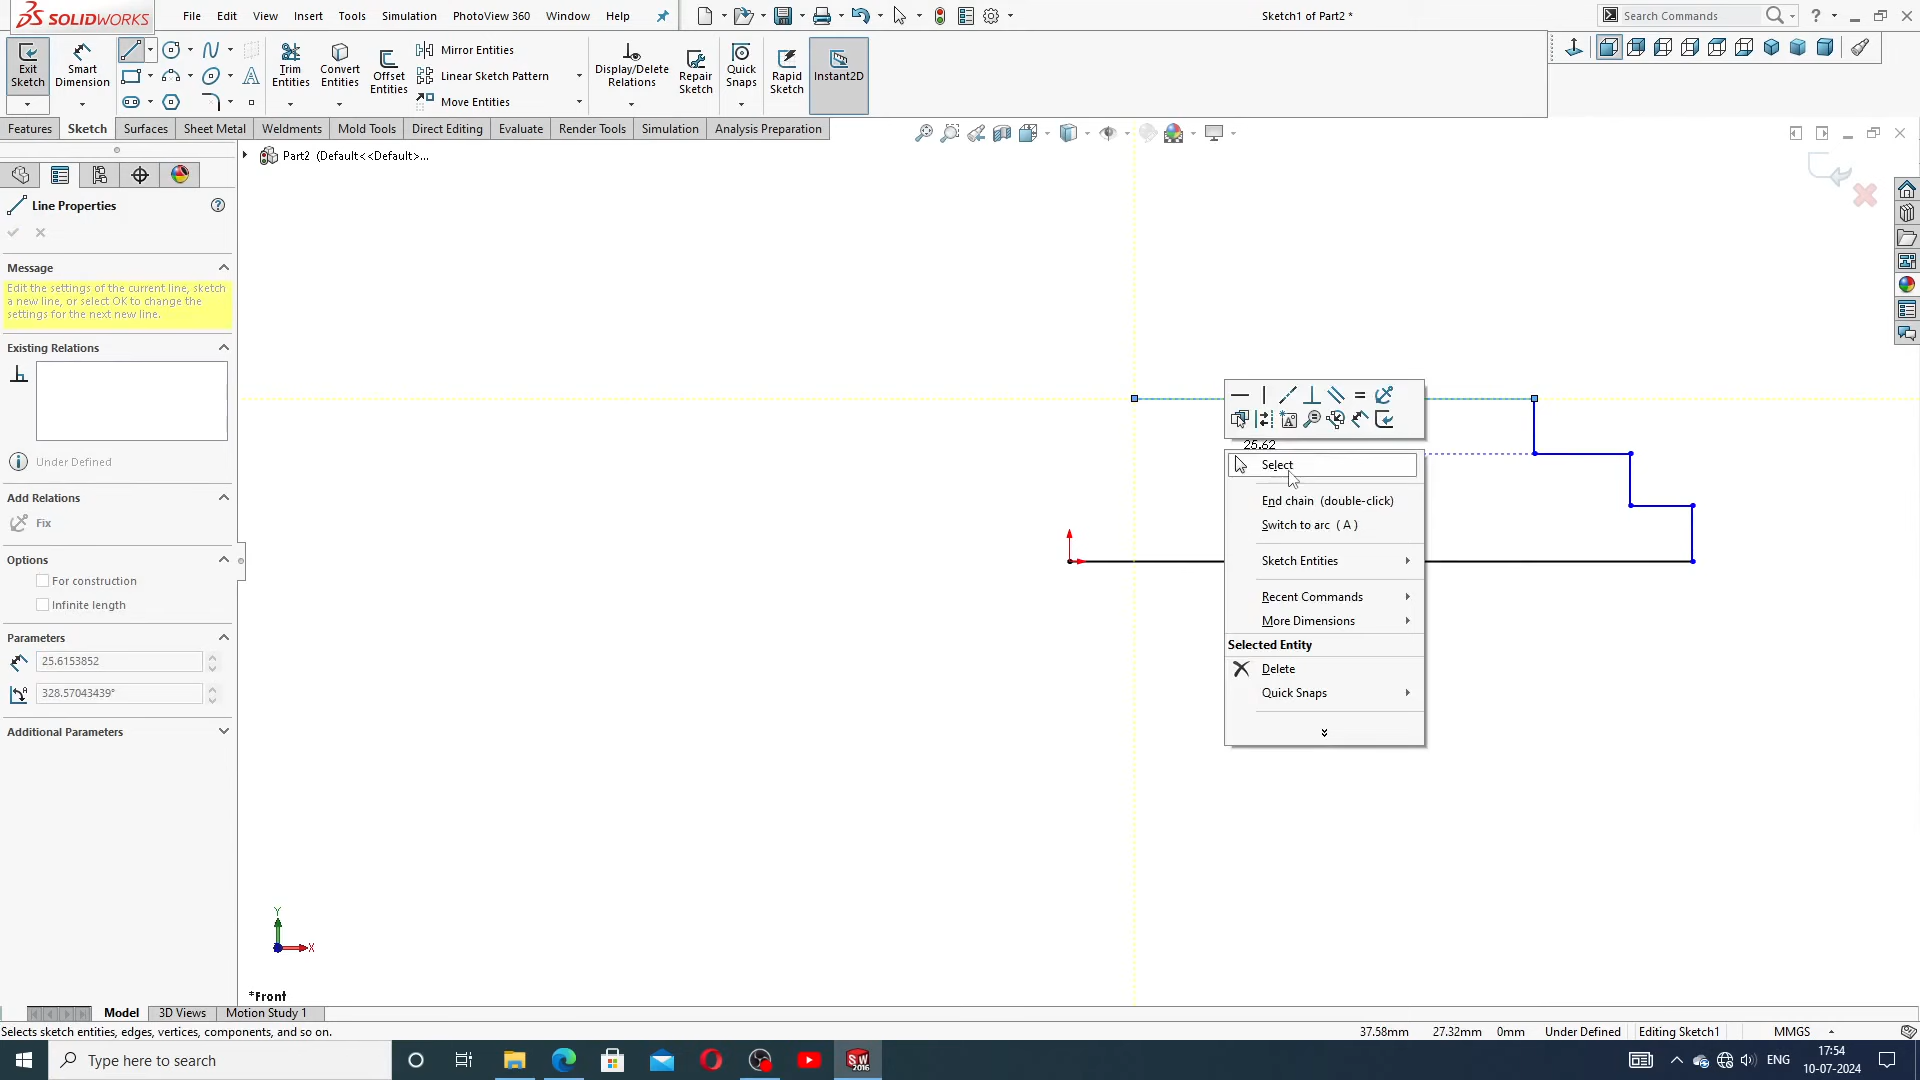 SOLIDWORKS
File Edit View Insert Tools Simulation PhotoView 360 Window Help
Sketch1 of Part2 *
Search Commands
Exit Sketch
Smart Dimension
Trim Entities
Convert Entities
Offset Entities
Mirror Entities
Linear Sketch Pattern
Move Entities
Display/Delete Relations
Repair Sketch
Quick Snaps
Rapid Sketch
Instant2D
Features Sketch Surfaces Sheet Metal Weldments Mold Tools Direct Editing Evaluate Render Tools Simulation Analysis Preparation
Part2 (Default<<Default>...
Line Properties
Message
Edit the settings of the current line, sketch
a new line, or select OK to change the
settings for the next new line.
Existing Relations
Under Defined
Add Relations
Fix
Options
For construction
Infinite length
Parameters
25.6153852
328.57043439°
Additional Parameters
25.62
Select
End chain (double-click)
Switch to arc ( A )
Sketch Entities
Recent Commands
More Dimensions
Selected Entity
Delete
Quick Snaps
Y
X
*Front
Model 3D Views Motion Study 1
Selects sketch entities, edges, vertices, components, and so on.
37.58mm 27.32mm 0mm Under Defined Editing Sketch1 MMGS
Type here to search
SW
2016
ENG
17:54
10-07-2024